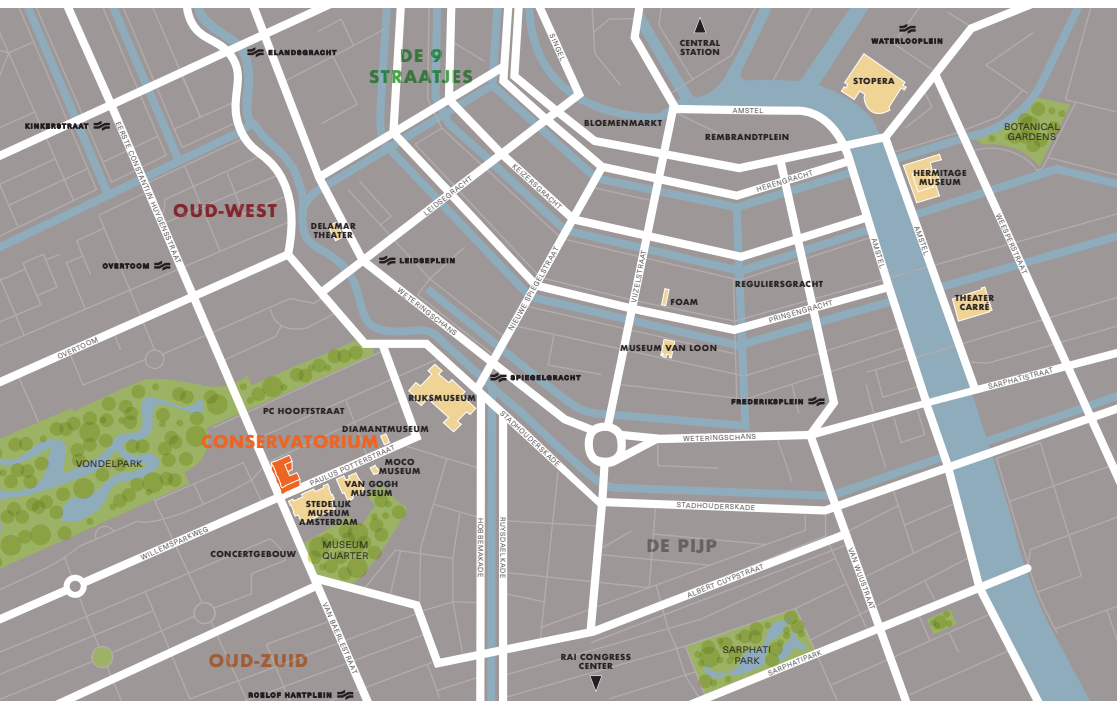 CENTRAL
STATION
WATERLOOPLEIN
SINGEL
ELANDSGRACHT
DE 9
STRAATJES
STOPERA
AMSTEL
KINKERSTRAAT
BLOEMENMARKT
REMBRANDTPLEIN
BOTANICAL
GARDENS
EERSTE CONSTANTIJN HUYGENSSTRAAT
HERMITAGE
MUSEUM
HERENGRACHT
KEIZERSGRACHT
LEIDSEGRACHT
OUD-WEST
DELAMAR
THEATER
AMSTEL
AMSTEL
WEESPERSTRAAT
OVERTOOM
LEIDSEPLEIN
VIJZELSTRAAT
NIEUWE SPIEGELSTRAAT
REGULIERSGRACHT
FOAM
PRINSENGRACHT
THEATER
CARRÉ
WETERINGSCHANS
OVERTOOM
MUSEUM VAN LOON
SPIEGELGRACHT
SARPHATISTRAAT
RIJKSMUSEUM
FREDERIKSPLEIN
PC HOOFTSTRAAT
DIAMANTMUSEUM
CONSERVATORIUM
STADHOUDERSKADE
WETERINGSCHANS
VONDELPARK
PAULUS POTTERSTRAAT
MOCO
MUSEUM
VAN GOGH
MUSEUM
STEDELIJK
MUSEUM
AMSTERDAM
STADHOUDERSKADE
WILLEMSPARKWEG
CONCERTGEBOUW
MUSEUM
QUARTER
HOBBEMAKADE
RUYSDAELKADE
DE PIJP
ALBERT CUYPSTRAAT
VAN WOUSTRAAT
VAN BAERLESTRAAT
OUD-ZUID
RAI CONGRESS
CENTER
SARPHATI
PARK
SARPHATIPARK
ROELOF HARTPLEIN